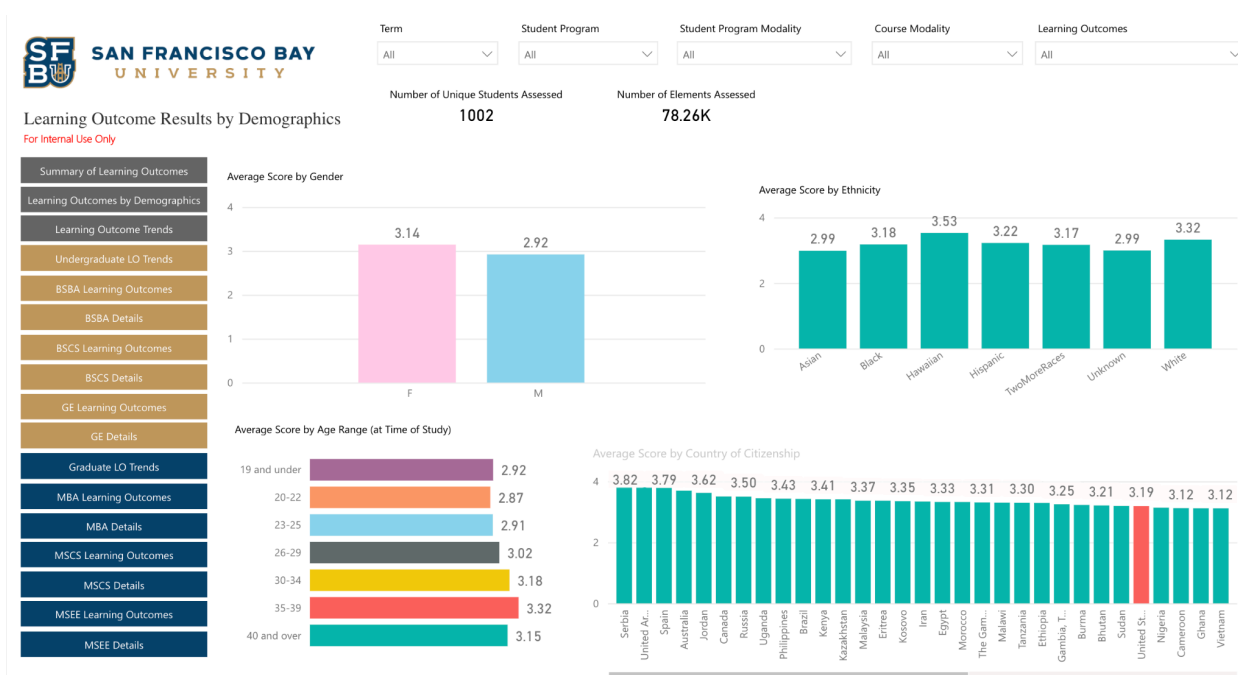 SFBU
SAN FRANCISCO BAY
UNIVERSITY
Term
Student Program
Student Program Modality
Course Modality
Learning Outcomes
All
All
All
All
All
Number of Unique Students Assessed
1002
Number of Elements Assessed
78.26K
Learning Outcome Results by Demographics
For Internal Use Only
Summary of Learning Outcomes
Learning Outcomes by Demographics
Learning Outcome Trends
Undergraduate LO Trends
BSBA Learning Outcomes
BSBA Details
BSCS Learning Outcomes
BSCS Details
GE Learning Outcomes
GE Details
Graduate LO Trends
MBA Learning Outcomes
MBA Details
MSCS Learning Outcomes
MSCS Details
MSEE Learning Outcomes
MSEE Details
Average Score by Gender
4
3
2
1
0
3.14
2.92
F
M
Average Score by Ethnicity
4
2
0
2.99
3.18
3.53
3.22
3.17
2.99
3.32
Asian
Black
Hawaiian
Hispanic
TwoMoreRaces
Unknown
White
Average Score by Age Range (at Time of Study)
19 and under 2.92
20-22 2.87
23-25 2.91
26-29 3.02
30-34 3.18
35-39 3.32
40 and over 3.15
Average Score by Country of Citizenship
4
2
0
3.82 3.79 3.62 3.50 3.43 3.41 3.37 3.35 3.33 3.31 3.30 3.25 3.21 3.19 3.12 3.12
Serbia
United Ar...
Spain
Australia
Jordan
Canada
Russia
Uganda
Philippines
Brazil
Kenya
Kazakhstan
Malaysia
Eritrea
Kosovo
Iran
Egypt
Morocco
The Gam...
Malawi
Tanzania
Ethiopia
Gambia, T...
Burma
Bhutan
Sudan
United St...
Nigeria
Cameroon
Ghana
Vietnam